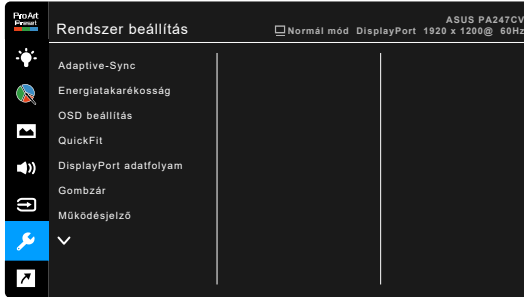 ProArt
Preset
Rendszer beállítás
ASUS PA247CV
Normál mód DisplayPort 1920 x 1200@ 60Hz
Adaptive-Sync
Energiatakarékosság
OSD beállítás
QuickFit
DisplayPort adatfolyam
Gombzár
Működésjelző